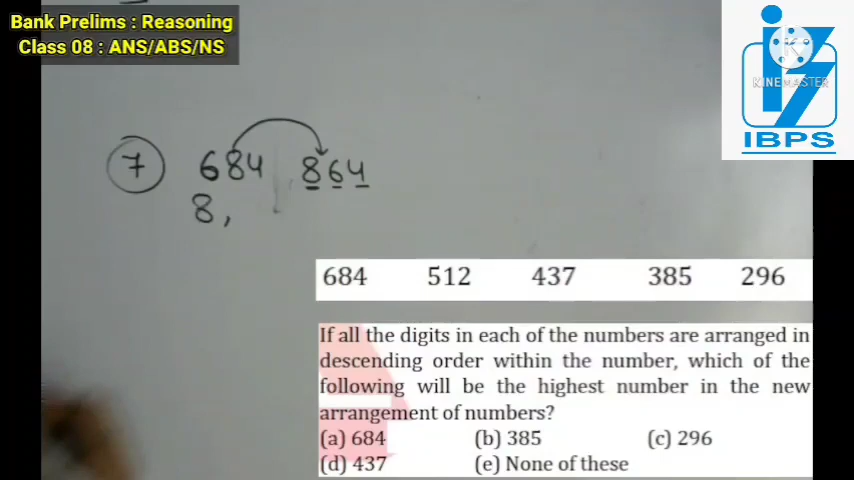 Bank Prelims : Reasoning
Class 08 : ANS/ABS/NS
KINEMASTER
IBPS
7 684 864
8,
684 512 437 385 296
If all the digits in each of the numbers are arranged in
descending order within the number, which of the
following will be the highest number in the new
arrangement of numbers?
(a) 684 (b) 385 (c) 296
(d) 437 (e) None of these